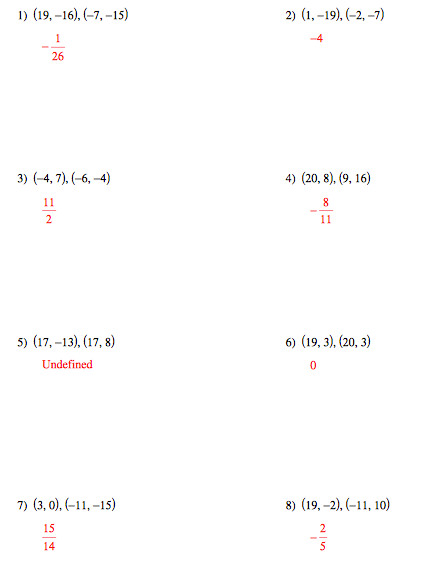 1) (19, –16), (–7, –15)
2) (1, –19), (–2, –7)
–1/26
–4
3) (–4, 7), (–6, –4)
4) (20, 8), (9, 16)
11/2
–8/11
5) (17, –13), (17, 8)
6) (19, 3), (20, 3)
Undefined
0
7) (3, 0), (–11, –15)
8) (19, –2), (–11, 10)
15/14
–2/5